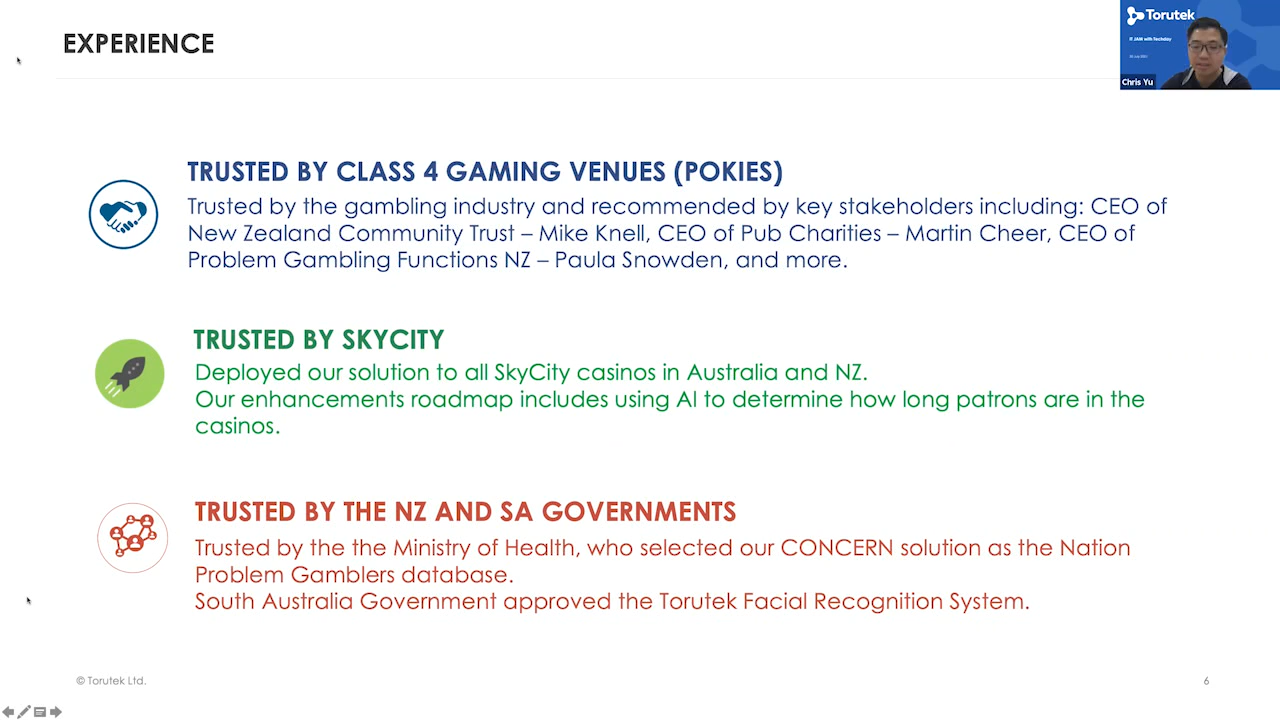 EXPERIENCE
Torutek
IT JAM with Techday
Chris Yu
TRUSTED BY CLASS 4 GAMING VENUES (POKIES)
Trusted by the gambling industry and recommended by key stakeholders including: CEO of
New Zealand Community Trust – Mike Knell, CEO of Pub Charities – Martin Cheer, CEO of
Problem Gambling Functions NZ – Paula Snowden, and more.
TRUSTED BY SKYCITY
Deployed our solution to all SkyCity casinos in Australia and NZ.
Our enhancements roadmap includes using AI to determine how long patrons are in the
casinos.
TRUSTED BY THE NZ AND SA GOVERNMENTS
Trusted by the the Ministry of Health, who selected our CONCERN solution as the Nation
Problem Gamblers database.
South Australia Government approved the Torutek Facial Recognition System.
© Torutek Ltd.
6